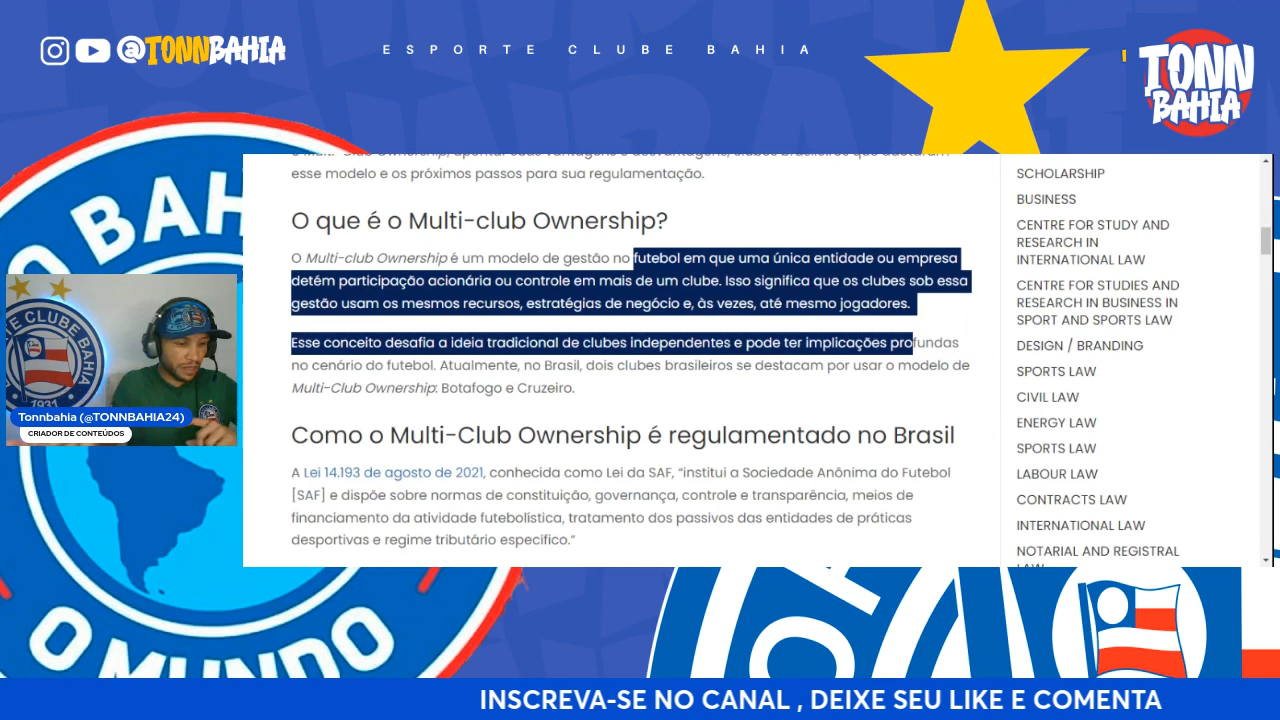 @TONNBAHIA
ESPORTE CLUBE BAHIA
TONN
BAHIA
O BAH
esse modelo e os próximos passos para sua regulamentação.
O que é o Multi-club Ownership?
O Multi-club Ownership é um modelo de gestão no futebol em que uma única entidade ou empresa
detém participação acionária ou controle em mais de um clube. Isso significa que os clubes sob essa
gestão usam os mesmos recursos, estratégias de negócio e, às vezes, até mesmo jogadores.
Esse conceito desafia a ideia tradicional de clubes independentes e pode ter implicações profundas
no cenário do futebol. Atualmente, no Brasil, dois clubes brasileiros se destacam por usar o modelo de
Multi-Club Ownership: Botafogo e Cruzeiro.
Como o Multi-Club Ownership é regulamentado no Brasil
A Lei 14.193 de agosto de 2021, conhecida como Lei da SAF, “institui a Sociedade Anônima do Futebol
[SAF] e dispõe sobre normas de constituição, governança, controle e transparência, meios de
financiamento da atividade futebolística, tratamento dos passivos das entidades de práticas
desportivas e regime tributário específico.”
SCHOLARSHIP
BUSINESS
CENTRE FOR STUDY AND
RESEARCH IN
INTERNATIONAL LAW
CENTRE FOR STUDIES AND
RESEARCH IN BUSINESS IN
SPORT AND SPORTS LAW
DESIGN / BRANDING
SPORTS LAW
CIVIL LAW
ENERGY LAW
SPORTS LAW
LABOUR LAW
CONTRACTS LAW
INTERNATIONAL LAW
NOTARIAL AND REGISTRAL
TE CLUBE BAHIA
1931
Tonnbahia (@TONNBAHIA24)
CRIADOR DE CONTEÚDOS
O MUNDO
INSCREVA-SE NO CANAL , DEIXE SEU LIKE E COMENTA